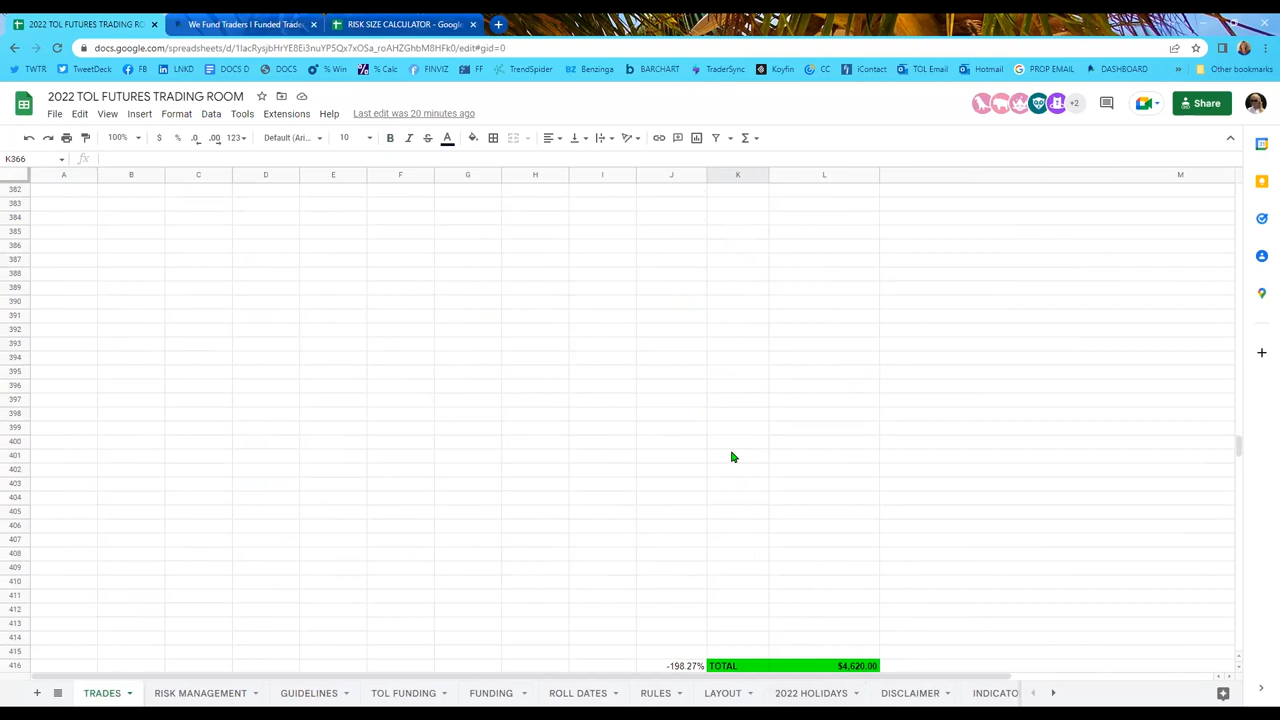 2022 TOL FUTURES TRADING ROOM
We Fund Traders I Funded Trade
RISK SIZE CALCULATOR - Google
docs.google.com/spreadsheets/d/1IacRysjbHrYE8Ei3nuYP5Qx7xOSa_roAHZGhbM8HFk0/edit#gid=0
TWTR TweetDeck FB LNKD DOCS D DOCS % Win % Calc FINVIZ FF TrendSpider Benzinga BARCHART TraderSync Koyfin CC iContact TOL Email Hotmail PROP EMAIL DASHBOARD » Other bookmarks
2022 TOL FUTURES TRADING ROOM
+2
Share
File Edit View Insert Format Data Tools Extensions Help Last edit was 20 minutes ago
100% $ % .0 .00 123 Default (Ari... 10 B I S A
K366 fx
A B C D E F G H I J K L M
382
383
384
385
386
387
388
389
390
391
392
393
394
395
396
397
398
399
400
401
402
403
404
405
406
407
408
409
410
411
412
413
414
415
416 -198.27% TOTAL $4,620.00
+ TRADES RISK MANAGEMENT GUIDELINES TOL FUNDING FUNDING ROLL DATES RULES LAYOUT 2022 HOLIDAYS DISCLAIMER INDICATO